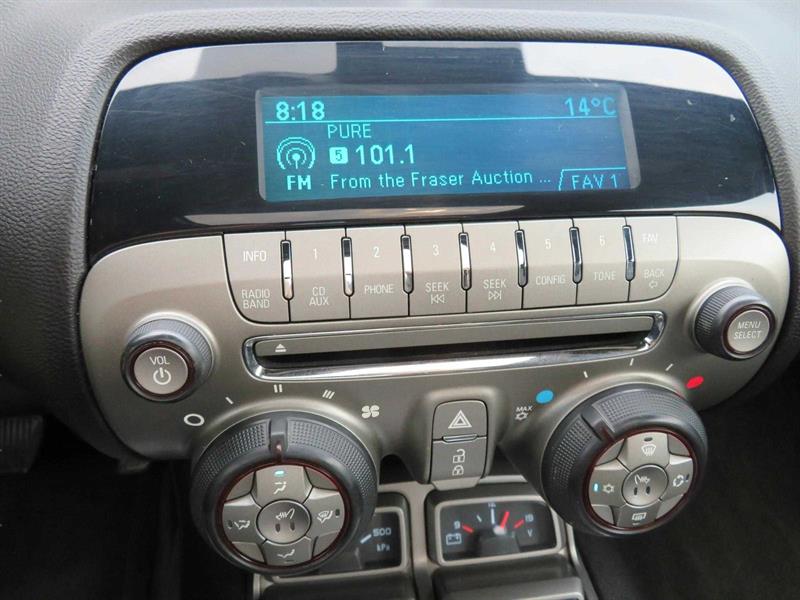 8:18 14°C
PURE
5 101.1
FM From the Fraser Auction ... FAV 1
INFO 1 2 3 4 5 6 FAV
RADIO BAND CD AUX PHONE SEEK SEEK CONFIG TONE BACK
VOL
MENU SELECT
MAX
500 kPa
9 19 V